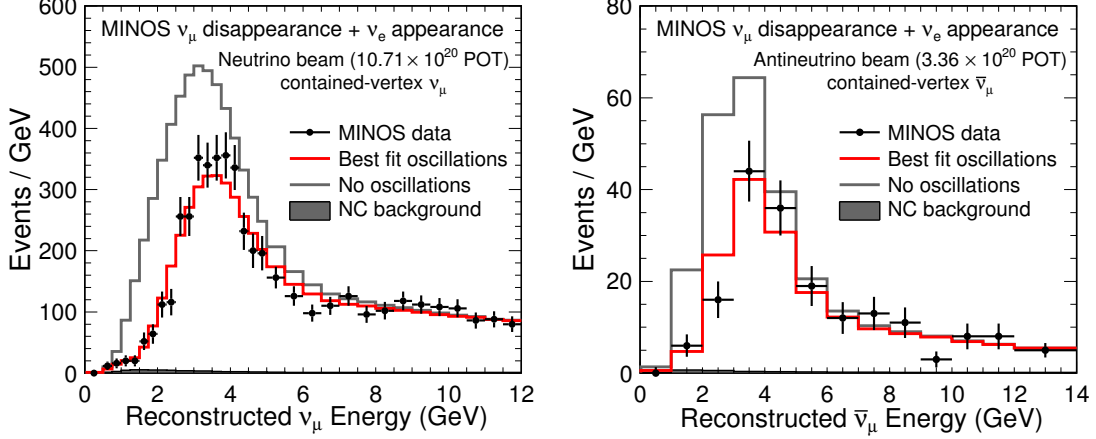 MINOS νμ disappearance + νe appearance
Neutrino beam (10.71 × 10²⁰ POT)
contained-vertex νμ
MINOS data
Best fit oscillations
No oscillations
NC background
Events / GeV
600
500
400
300
200
100
0
0 2 4 6 8 10 12
Reconstructed νμ Energy (GeV)
MINOS νμ disappearance + νe appearance
Antineutrino beam (3.36 × 10²⁰ POT)
contained-vertex ν̅μ
MINOS data
Best fit oscillations
No oscillations
NC background
Events / GeV
80
60
40
20
0
0 2 4 6 8 10 12 14
Reconstructed ν̅μ Energy (GeV)